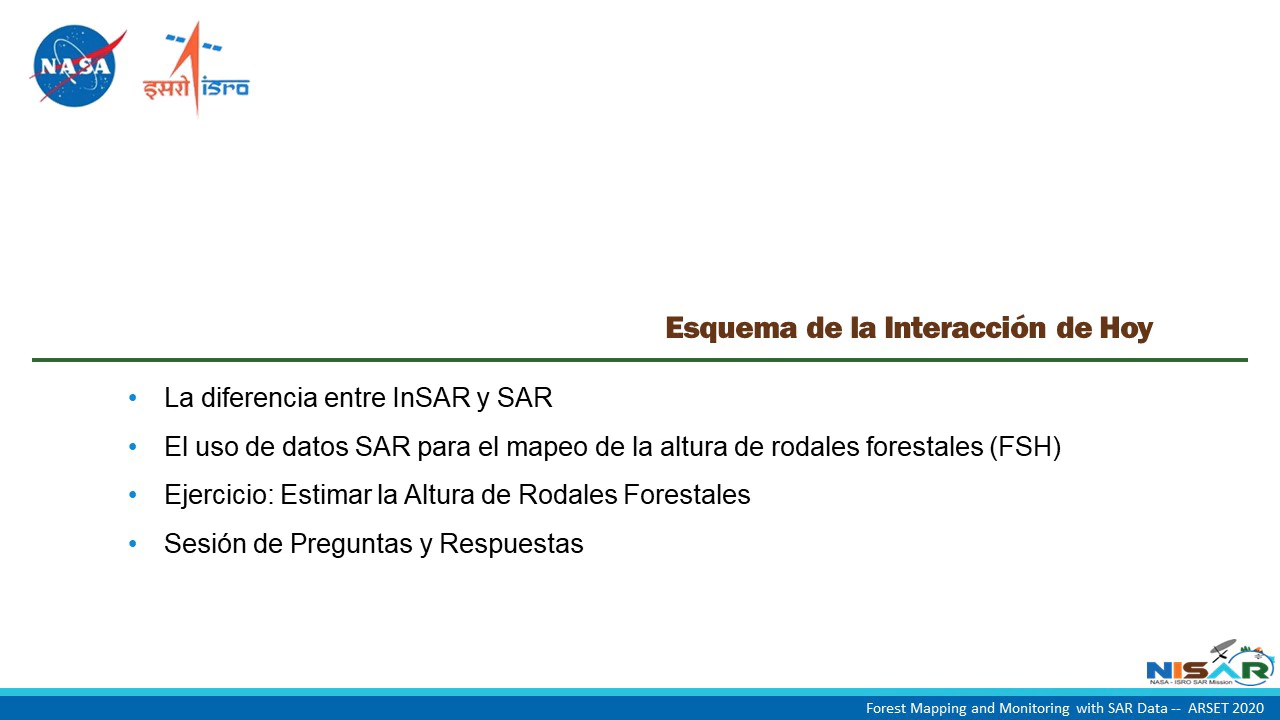 NASA
इसरो isro
Esquema de la Interacción de Hoy
• La diferencia entre InSAR y SAR
• El uso de datos SAR para el mapeo de la altura de rodales forestales (FSH)
• Ejercicio: Estimar la Altura de Rodales Forestales
• Sesión de Preguntas y Respuestas
NISAR
NASA - ISRO SAR Mission
Forest Mapping and Monitoring with SAR Data -- ARSET 2020